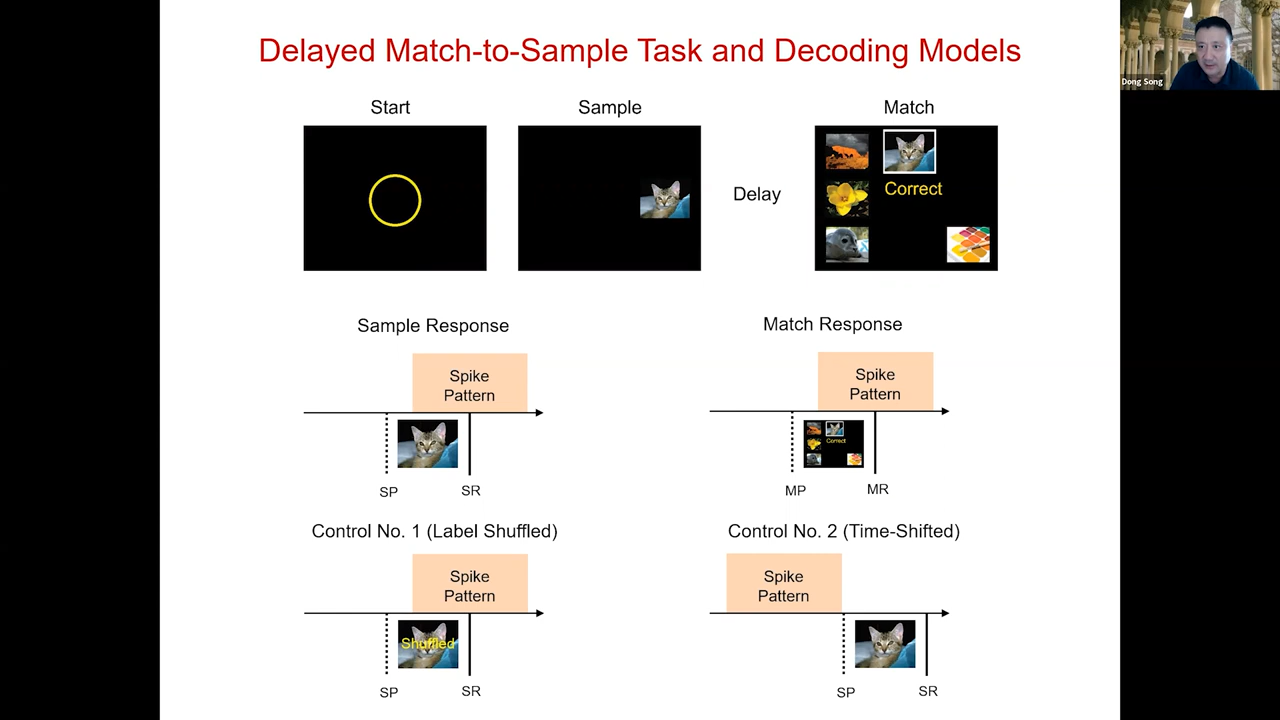 Delayed Match-to-Sample Task and Decoding Models
Dong Song
Start
Sample
Match
Delay
Correct
Sample Response
Match Response
Spike
Pattern
Spike
Pattern
Correct
SP
SR
MP
MR
Control No. 1 (Label Shuffled)
Control No. 2 (Time-Shifted)
Spike
Pattern
Spike
Pattern
Shuffled
SP
SR
SP
SR